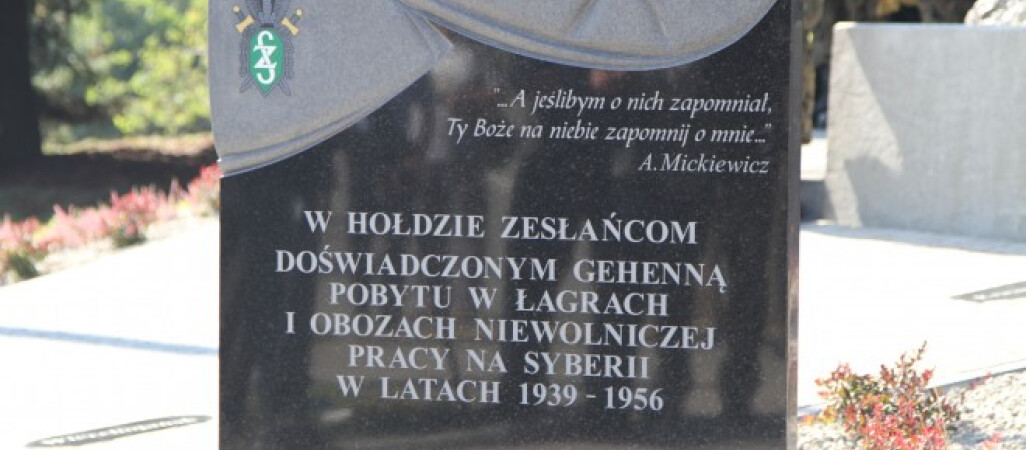 "...A jeślibym o nich zapomniał,
Ty Boże na niebie zapomnij o mnie..."
A.Mickiewicz
W HOŁDZIE ZESŁAŃCOM
DOŚWIADCZONYM GEHENNĄ
POBYTU W ŁAGRACH
I OBOZACH NIEWOLNICZEJ
PRACY NA SYBERII
W LATACH 1939 - 1956